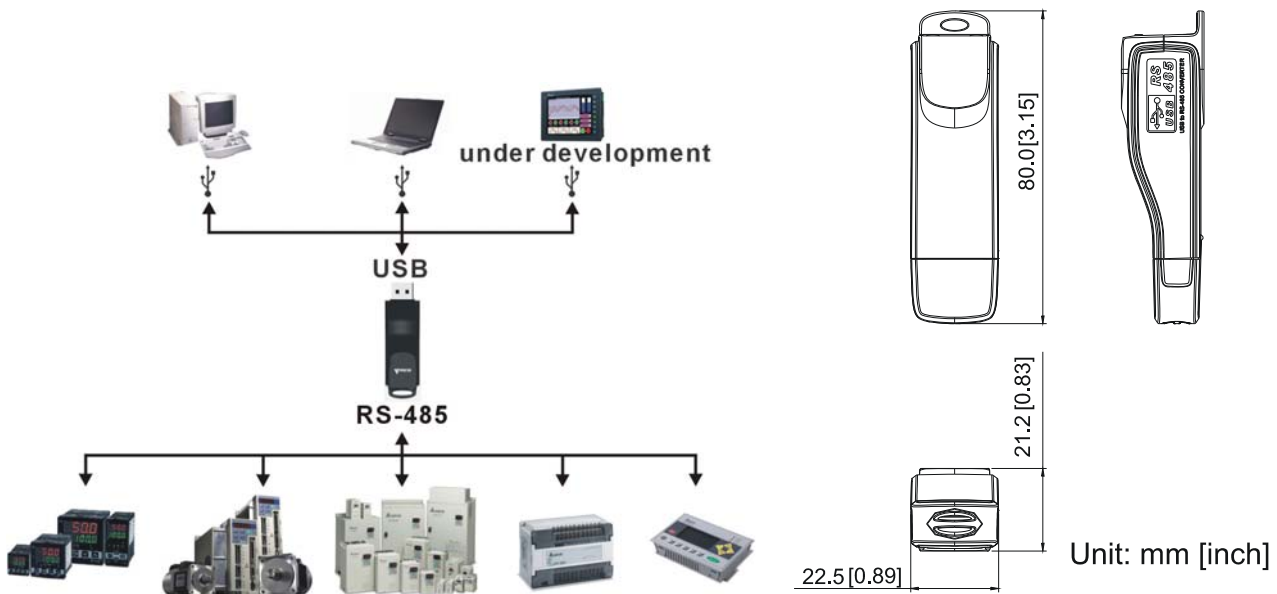 under development
USB
RS-485
80.0[3.15]
RS
USB 485
USB to RS-485 CONVERTER
21.2 [0.83]
22.5 [0.89]
Unit: mm [inch]